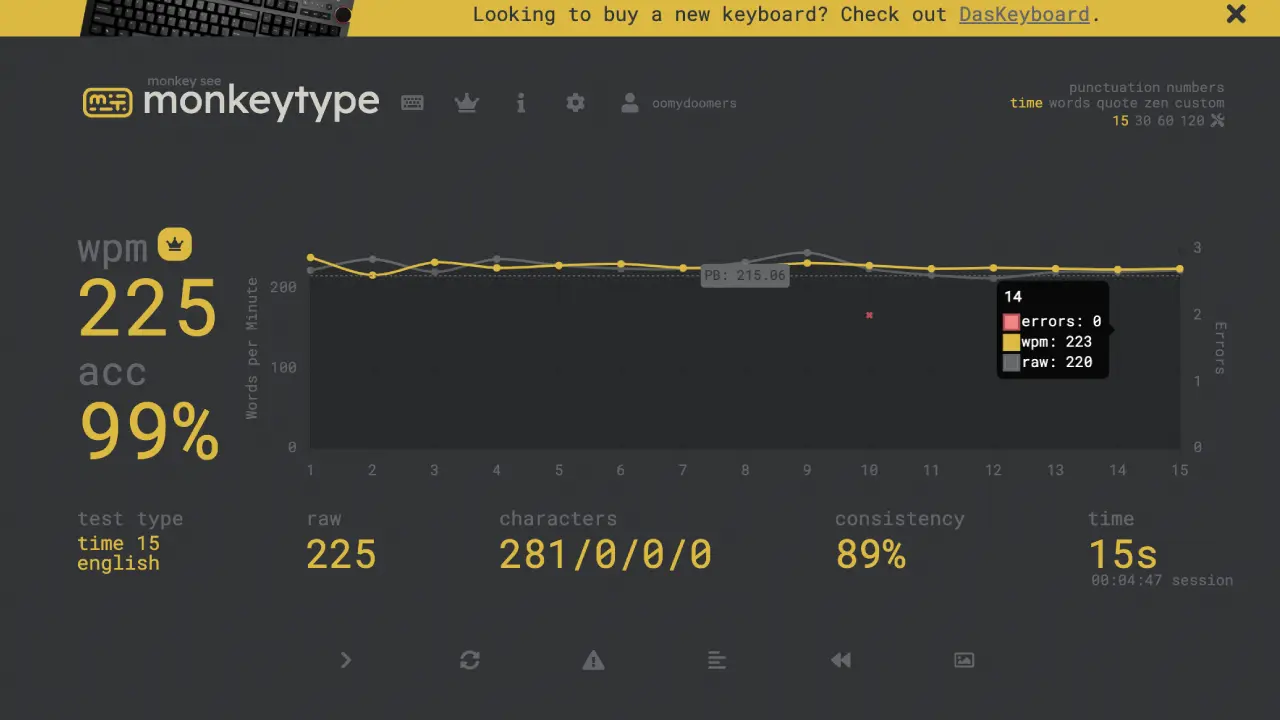 Looking to buy a new keyboard? Check out DasKeyboard.
monkey see
monkeytype
oomydoomers
punctuation numbers
time words quote zen custom
15 30 60 120
wpm
225
acc
99%
Words per Minute
200
100
0
PB: 215.06
14
errors: 0
wpm: 223
raw: 220
3
2
1
0
Errors
1 2 3 4 5 6 7 8 9 10 11 12 13 14 15
test type
time 15
english
raw
225
characters
281/0/0/0
consistency
89%
time
15s
00:04:47 session